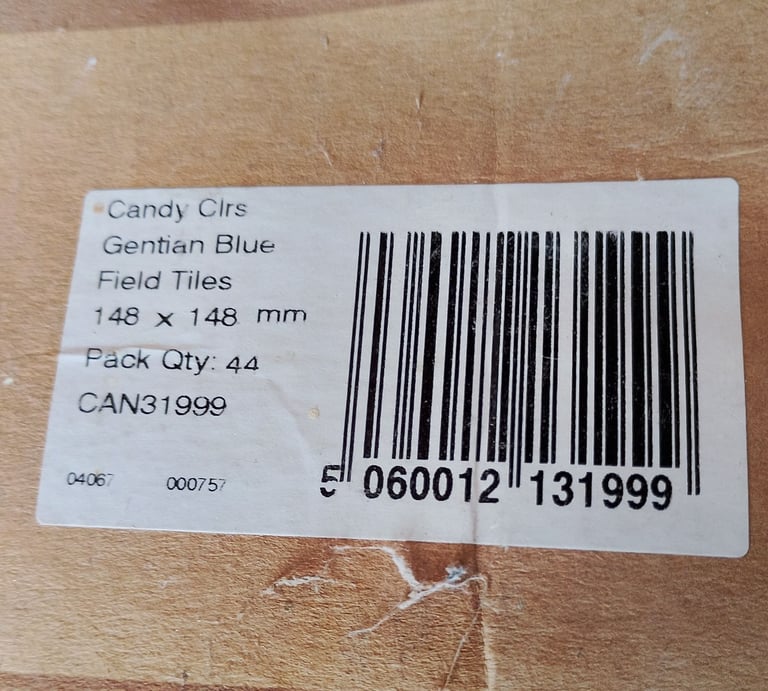 Candy Clrs
Gentian Blue
Field Tiles
148 x 148 mm
Pack Qty: 44
CAN31999
04067 000757
5 060012 131999